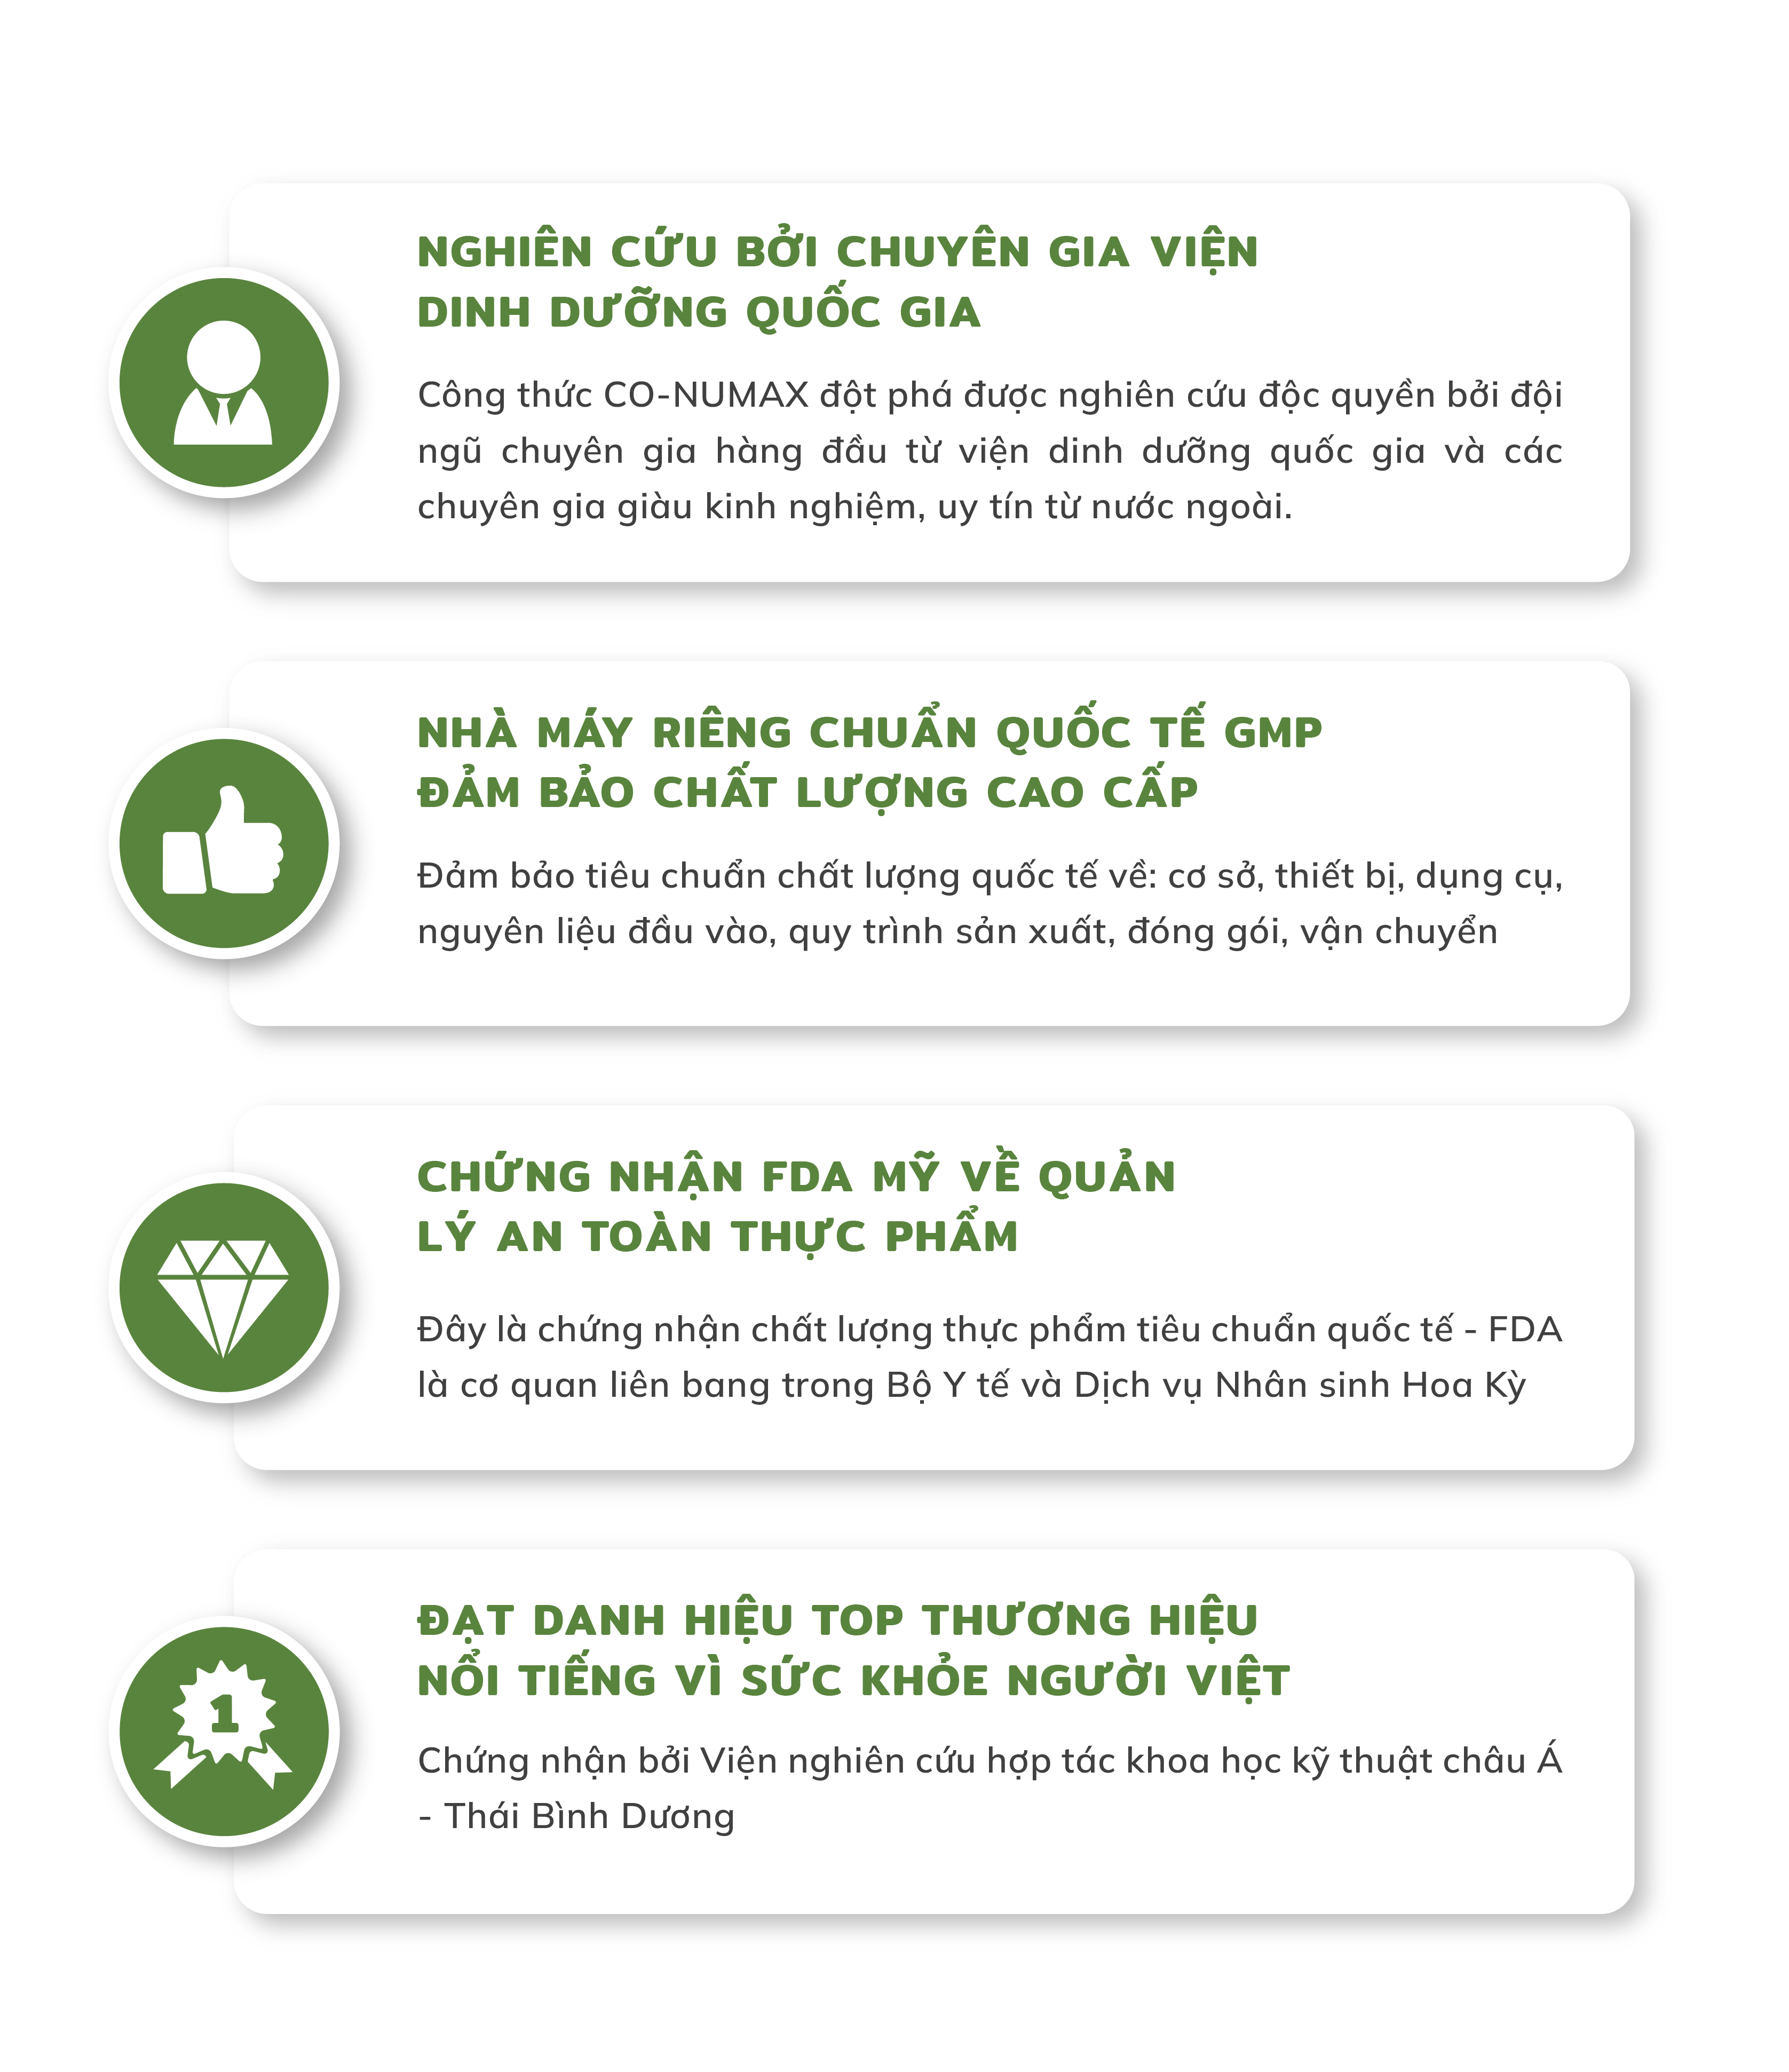 NGHIÊN CỨU BỞI CHUYÊN GIA VIỆN
DINH DƯỠNG QUỐC GIA
Công thức CO-NUMAX đột phá được nghiên cứu độc quyền bởi đội
ngũ chuyên gia hàng đầu từ viện dinh dưỡng quốc gia và các
chuyên gia giàu kinh nghiệm, uy tín từ nước ngoài.
NHÀ MÁY RIÊNG CHUẨN QUỐC TẾ GMP
ĐẢM BẢO CHẤT LƯỢNG CAO CẤP
Đảm bảo tiêu chuẩn chất lượng quốc tế về: cơ sở, thiết bị, dụng cụ,
nguyên liệu đầu vào, quy trình sản xuất, đóng gói, vận chuyển
CHỨNG NHẬN FDA MỸ VỀ QUẢN
LÝ AN TOÀN THỰC PHẨM
Đây là chứng nhận chất lượng thực phẩm tiêu chuẩn quốc tế - FDA
là cơ quan liên bang trong Bộ Y tế và Dịch vụ Nhân sinh Hoa Kỳ
1
ĐẠT DANH HIỆU TOP THƯƠNG HIỆU
NỔI TIẾNG VÌ SỨC KHỎE NGƯỜI VIỆT
Chứng nhận bởi Viện nghiên cứu hợp tác khoa học kỹ thuật châu Á
- Thái Bình Dương